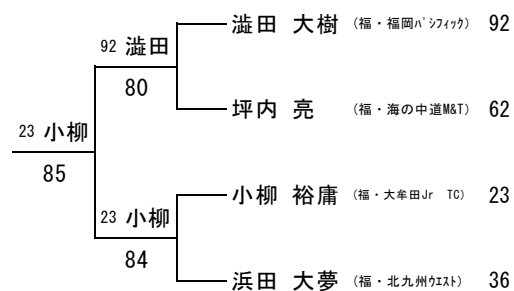 澁田 大樹 (福・福岡ﾊﾟｼﾌｨｯｸ) 92
92 澁田
80
坪内 亮 (福・海の中道M&T) 62
23 小柳
85
小柳 裕庸 (福・大牟田Jr TC) 23
23 小柳
84
浜田 大夢 (福・北九州ｳｴｽﾄ) 36